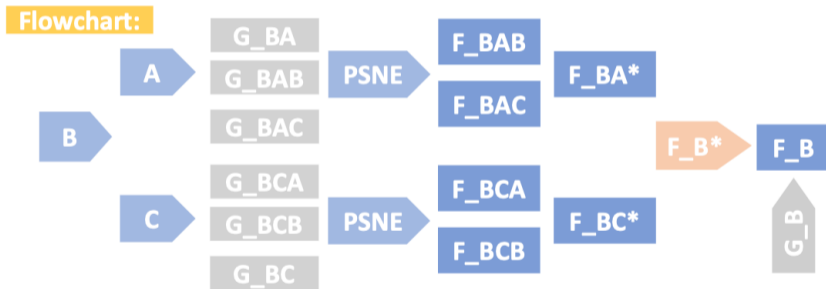 Flowchart:
B
A
G_BA
G_BAB
G_BAC
PSNE
F_BAB
F_BAC
F_BA*
C
G_BCA
G_BCB
G_BC
PSNE
F_BCA
F_BCB
F_BC*
F_B*
F_B
G_B